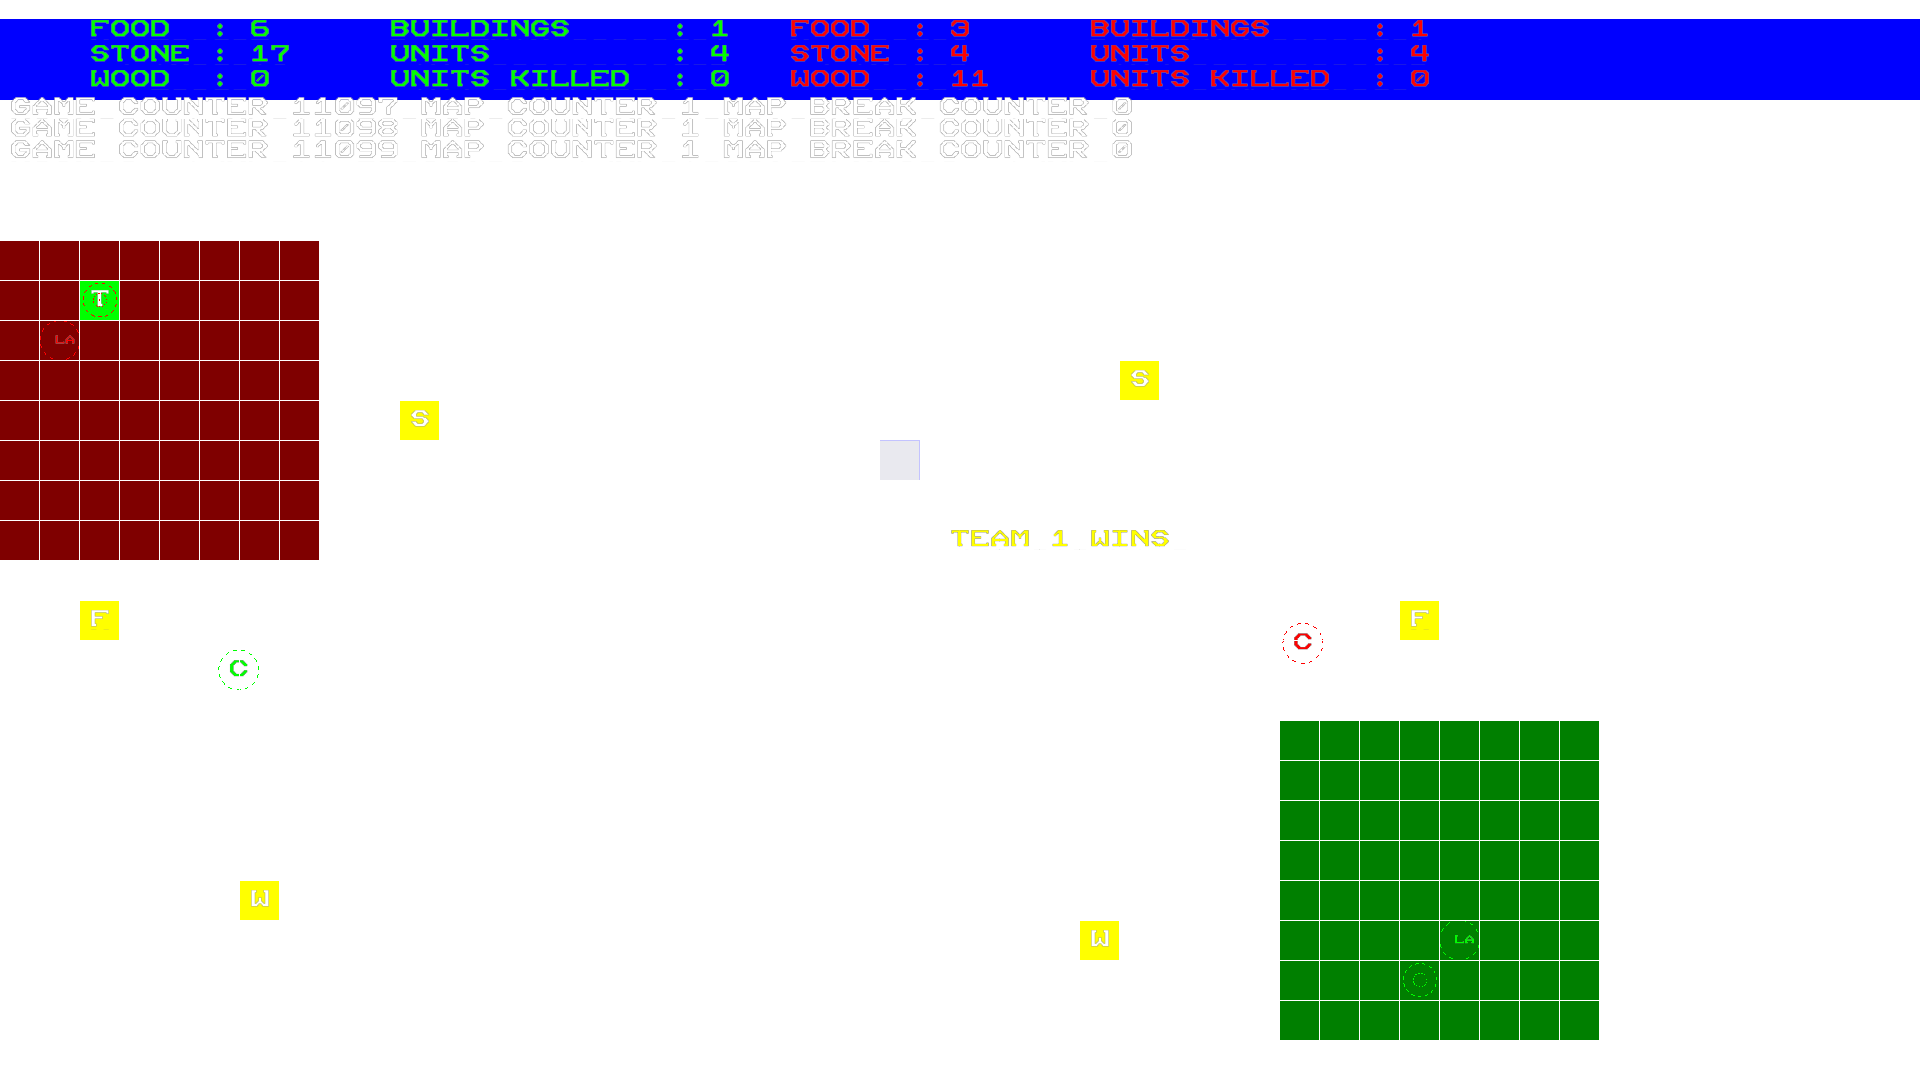 FOOD : 6 BUILDINGS : 1 FOOD : 3 BUILDINGS : 1
STONE : 17 UNITS : 4 STONE : 4 UNITS : 4
WOOD : 0 UNITS KILLED : 0 WOOD : 11 UNITS KILLED : 0
GAME COUNTER 11097 MAP COUNTER 1 MAP BREAK COUNTER 0
GAME COUNTER 11098 MAP COUNTER 1 MAP BREAK COUNTER 0
GAME COUNTER 11099 MAP COUNTER 1 MAP BREAK COUNTER 0
T
LA
S
S
TEAM 1 WINS
F
F
C
C
W
W
LA